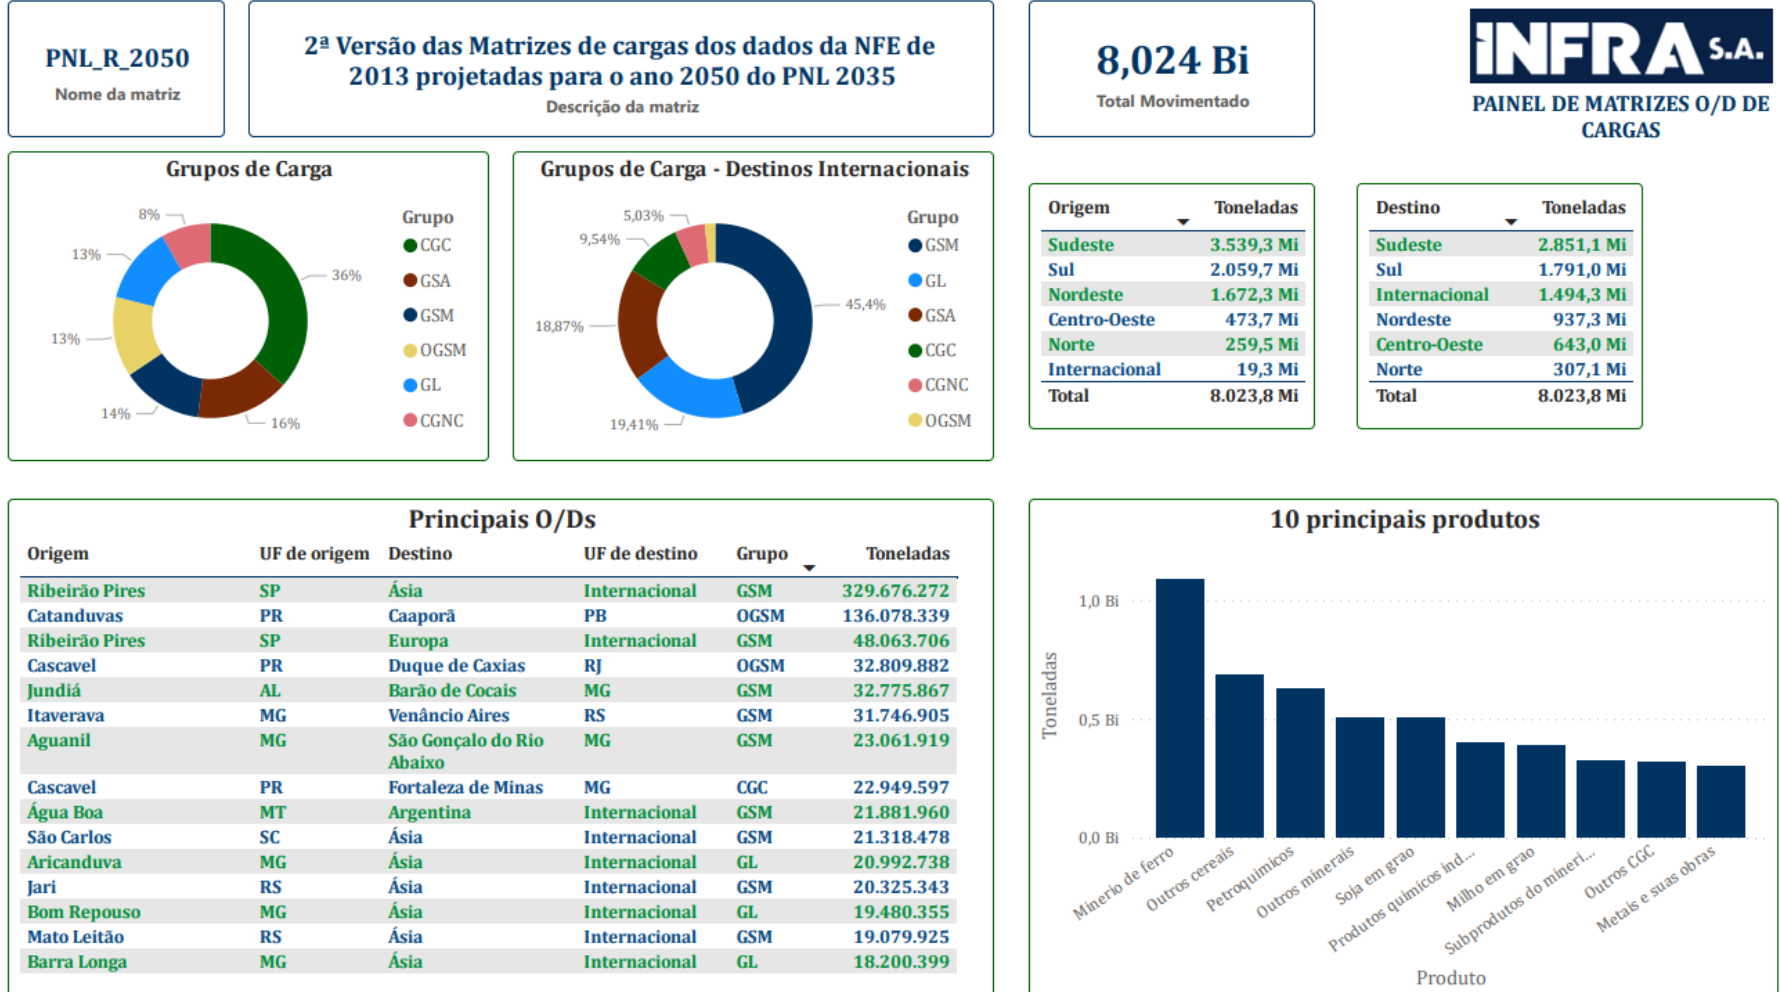 PNL_R_2050
Nome da matriz
2ª Versão das Matrizes de cargas dos dados da NFE de
2013 projetadas para o ano 2050 do PNL 2035
Descrição da matriz
8,024 Bi
Total Movimentado
INFRA S.A.
PAINEL DE MATRIZES O/D DE
CARGAS
Grupos de Carga
8%
13%
13%
14%
16%
36%
Grupo
CGC
GSA
GSM
OGSM
GL
CGNC
Grupos de Carga - Destinos Internacionais
5,03%
9,54%
18,87%
19,41%
45,4%
Grupo
GSM
GL
GSA
CGC
CGNC
OGSM
Origem Toneladas
Sudeste 3.539,3 Mi
Sul 2.059,7 Mi
Nordeste 1.672,3 Mi
Centro-Oeste 473,7 Mi
Norte 259,5 Mi
Internacional 19,3 Mi
Total 8.023,8 Mi
Destino Toneladas
Sudeste 2.851,1 Mi
Sul 1.791,0 Mi
Internacional 1.494,3 Mi
Nordeste 937,3 Mi
Centro-Oeste 643,0 Mi
Norte 307,1 Mi
Total 8.023,8 Mi
Principais O/Ds
Origem UF de origem Destino UF de destino Grupo Toneladas
Ribeirão Pires SP Ásia Internacional GSM 329.676.272
Catanduvas PR Caaporã PB OGSM 136.078.339
Ribeirão Pires SP Europa Internacional GSM 48.063.706
Cascavel PR Duque de Caxias RJ OGSM 32.809.882
Jundiá AL Barão de Cocais MG GSM 32.775.867
Itaverava MG Venâncio Aires RS GSM 31.746.905
Aguanil MG São Gonçalo do Rio MG GSM 23.061.919
Abaixo
Cascavel PR Fortaleza de Minas MG CGC 22.949.597
Água Boa MT Argentina Internacional GSM 21.881.960
São Carlos SC Ásia Internacional GSM 21.318.478
Aricanduva MG Ásia Internacional GL 20.992.738
Jari RS Ásia Internacional GSM 20.325.343
Bom Repouso MG Ásia Internacional GL 19.480.355
Mato Leitão RS Ásia Internacional GSM 19.079.925
Barra Longa MG Ásia Internacional GL 18.200.399
10 principais produtos
Toneladas
1,0 Bi
0,5 Bi
0,0 Bi
Minerio de ferro
Outros cereais
Petroquimicos
Outros minerais
Soja em grao
Produtos quimicos ind...
Milho em grao
Subprodutos do mineri...
Outros CGC
Metais e suas obras
Produto